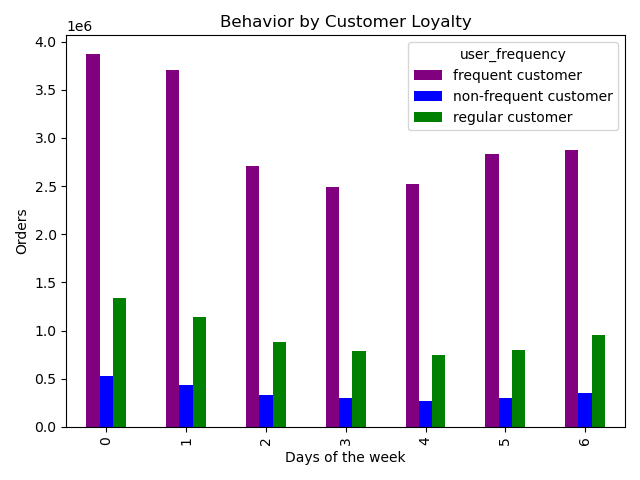 Behavior by Customer Loyalty
1e6
4.0
3.5
3.0
2.5
2.0
1.5
1.0
0.5
0.0
Orders
user_frequency
frequent customer
non-frequent customer
regular customer
0 1 2 3 4 5 6
Days of the week